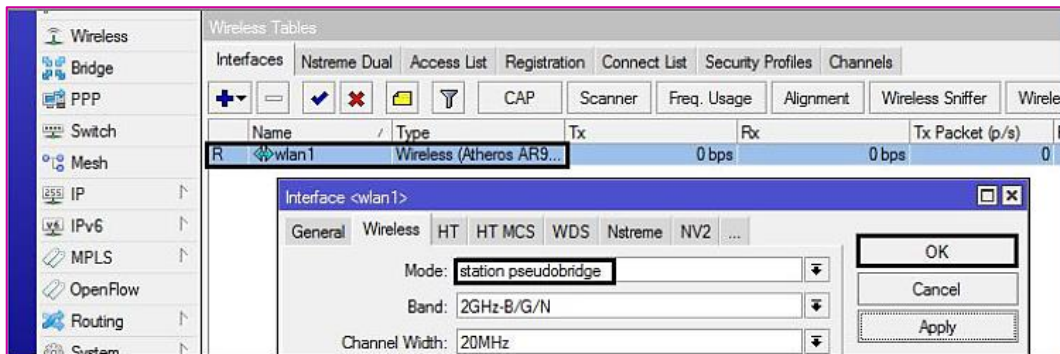 Wireless
Bridge
PPP
Switch
Mesh
IP
IPv6
MPLS
OpenFlow
Routing
System
Wireless Tables
Interfaces Nstreme Dual Access List Registration Connect List Security Profiles Channels
CAP Scanner Freq. Usage Alignment Wireless Sniffer
Name / Type Tx Rx Tx Packet (p/s)
R wlan1 Wireless (Atheros AR9... 0 bps 0 bps 0
Interface <wlan1>
General Wireless HT HT MCS WDS Nstreme NV2 ...
Mode: station pseudobridge
Band: 2GHz-B/G/N
Channel Width: 20MHz
OK
Cancel
Apply